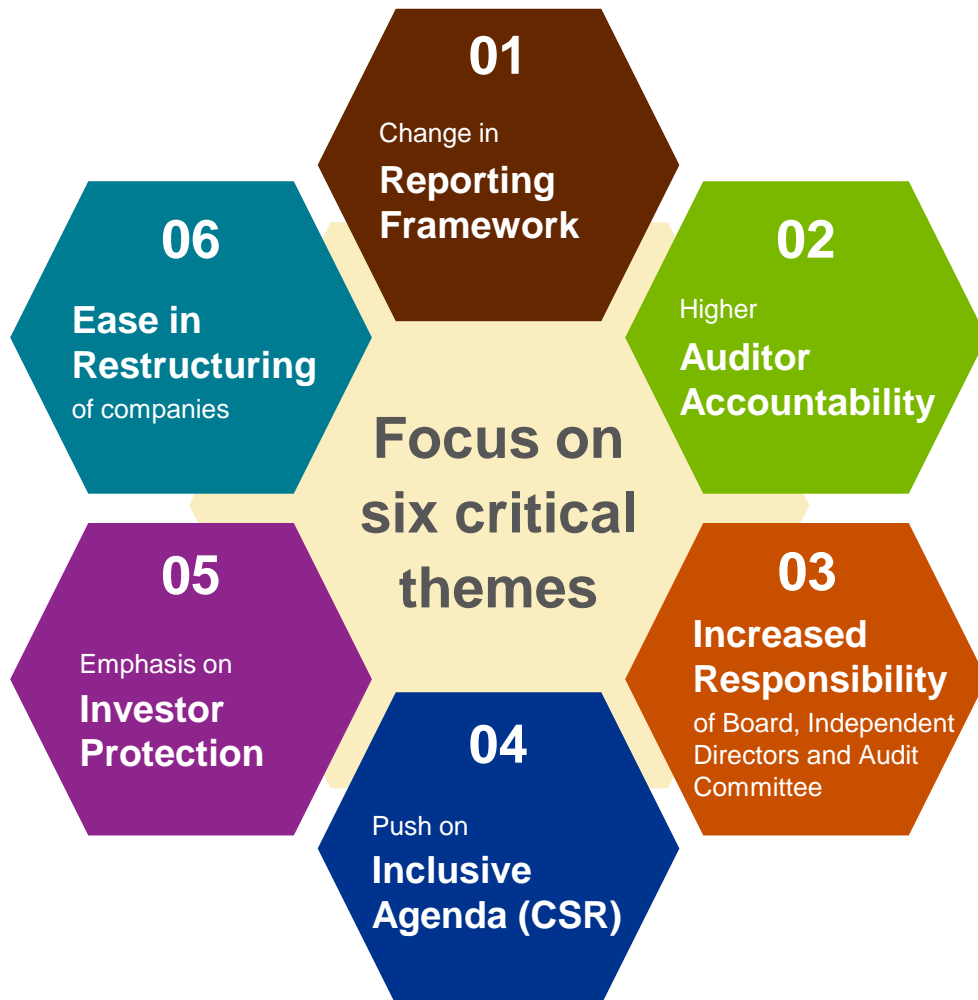 01
Change in
Reporting
Framework
02
Higher
Auditor
Accountability
03
Increased
Responsibility
of Board, Independent
Directors and Audit
Committee
04
Push on
Inclusive
Agenda (CSR)
05
Emphasis on
Investor
Protection
06
Ease in
Restructuring
of companies
Focus on
six critical
themes